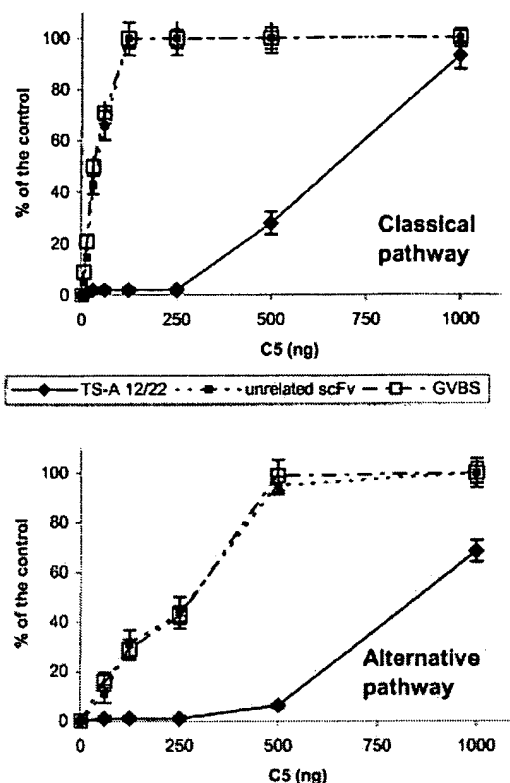 % of the control
100
80
60
40
20
0
Classical
pathway
0 250 500 750 1000
C5 (ng)
TS-A 12/22 unrelated scFv GVBS
% of the control
100
80
60
40
20
0
Alternative
pathway
0 250 500 750 1000
C5 (ng)